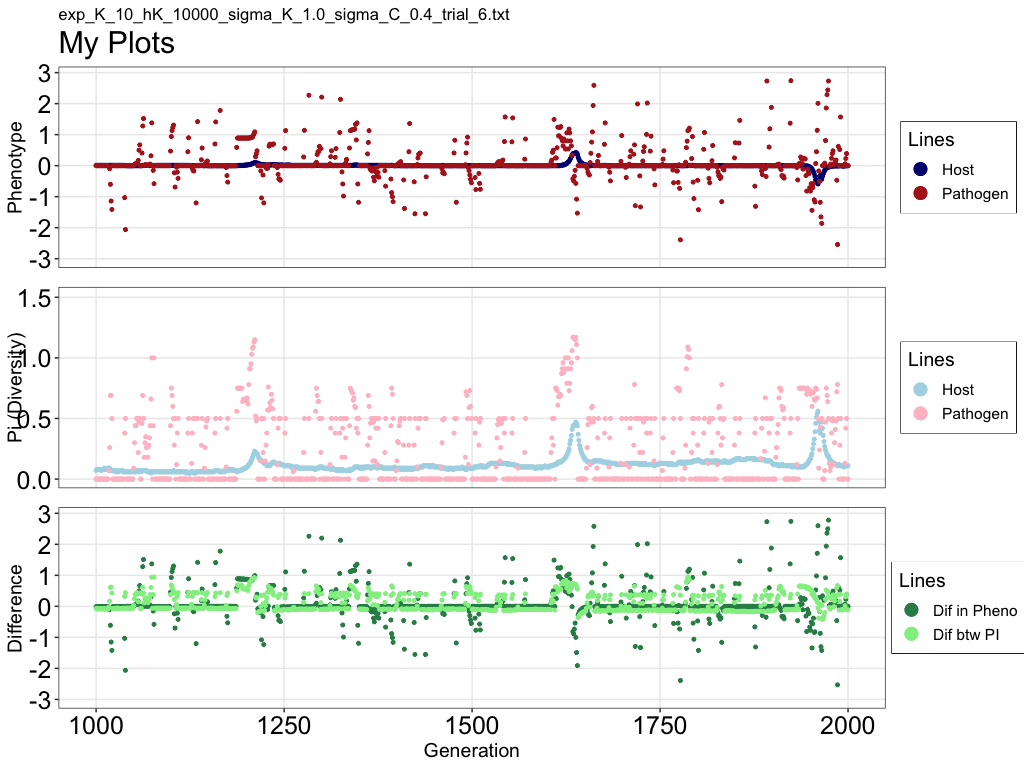 exp_K_10_hK_10000_sigma_K_1.0_sigma_C_0.4_trial_6.txt
My Plots
Phenotype
3
2
1
0
-1
-2
-3
Lines
Host
Pathogen
Pi (Diversity)
1.5
1.0
0.5
0.0
Lines
Host
Pathogen
Difference
3
2
1
0
-1
-2
-3
Lines
Dif in Pheno
Dif btw PI
1000 1250 1500 1750 2000
Generation